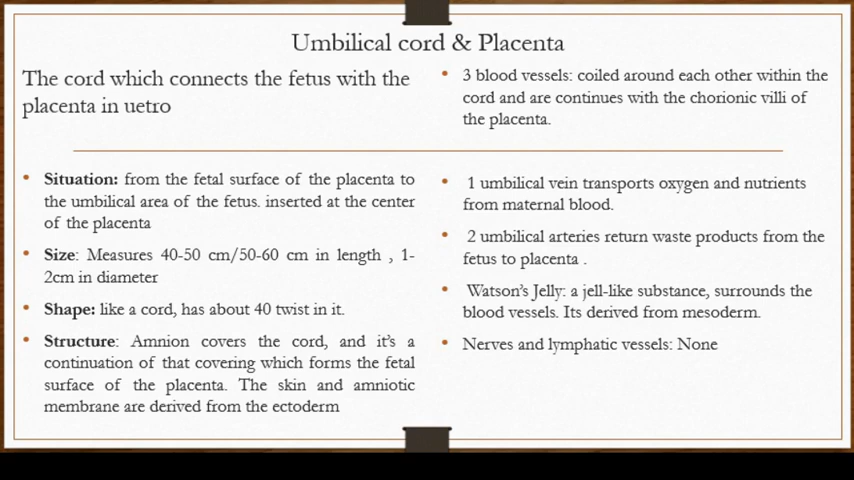 Umbilical cord & Placenta
The cord which connects the fetus with the
placenta in uetro
• 3 blood vessels: coiled around each other within the
cord and are continues with the chorionic villi of
the placenta.
• Situation: from the fetal surface of the placenta to
the umbilical area of the fetus. inserted at the center
of the placenta
• Size: Measures 40-50 cm/50-60 cm in length , 1-
2cm in diameter
• Shape: like a cord, has about 40 twist in it.
• Structure: Amnion covers the cord, and it's a
continuation of that covering which forms the fetal
surface of the placenta. The skin and amniotic
membrane are derived from the ectoderm
• 1 umbilical vein transports oxygen and nutrients
from maternal blood.
• 2 umbilical arteries return waste products from the
fetus to placenta .
• Watson's Jelly: a jell-like substance, surrounds the
blood vessels. Its derived from mesoderm.
• Nerves and lymphatic vessels: None